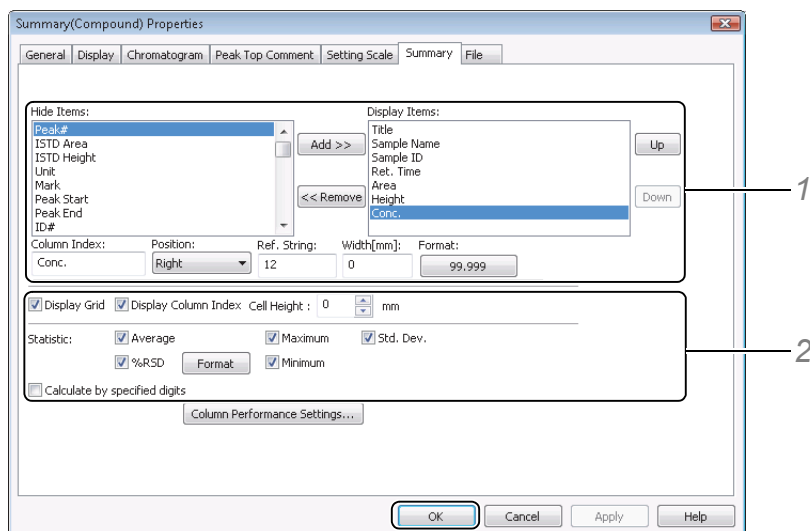 Summary(Compound) Properties
General Display Chromatogram Peak Top Comment Setting Scale Summary File
Hide Items: Display Items:
Peak# Title
ISTD Area Add >> Sample Name Up
ISTD Height Sample ID
Unit Ret. Time
Mark Area
Peak Start << Remove Height Down 1
Peak End Conc.
ID#
Column Index: Position: Ref. String: Width[mm]: Format:
Conc. Right 12 0 99.999
Display Grid Display Column Index Cell Height : 0 mm
Statistic: Average Maximum Std. Dev. 2
%RSD Format Minimum
Calculate by specified digits
Column Performance Settings...
OK Cancel Apply Help